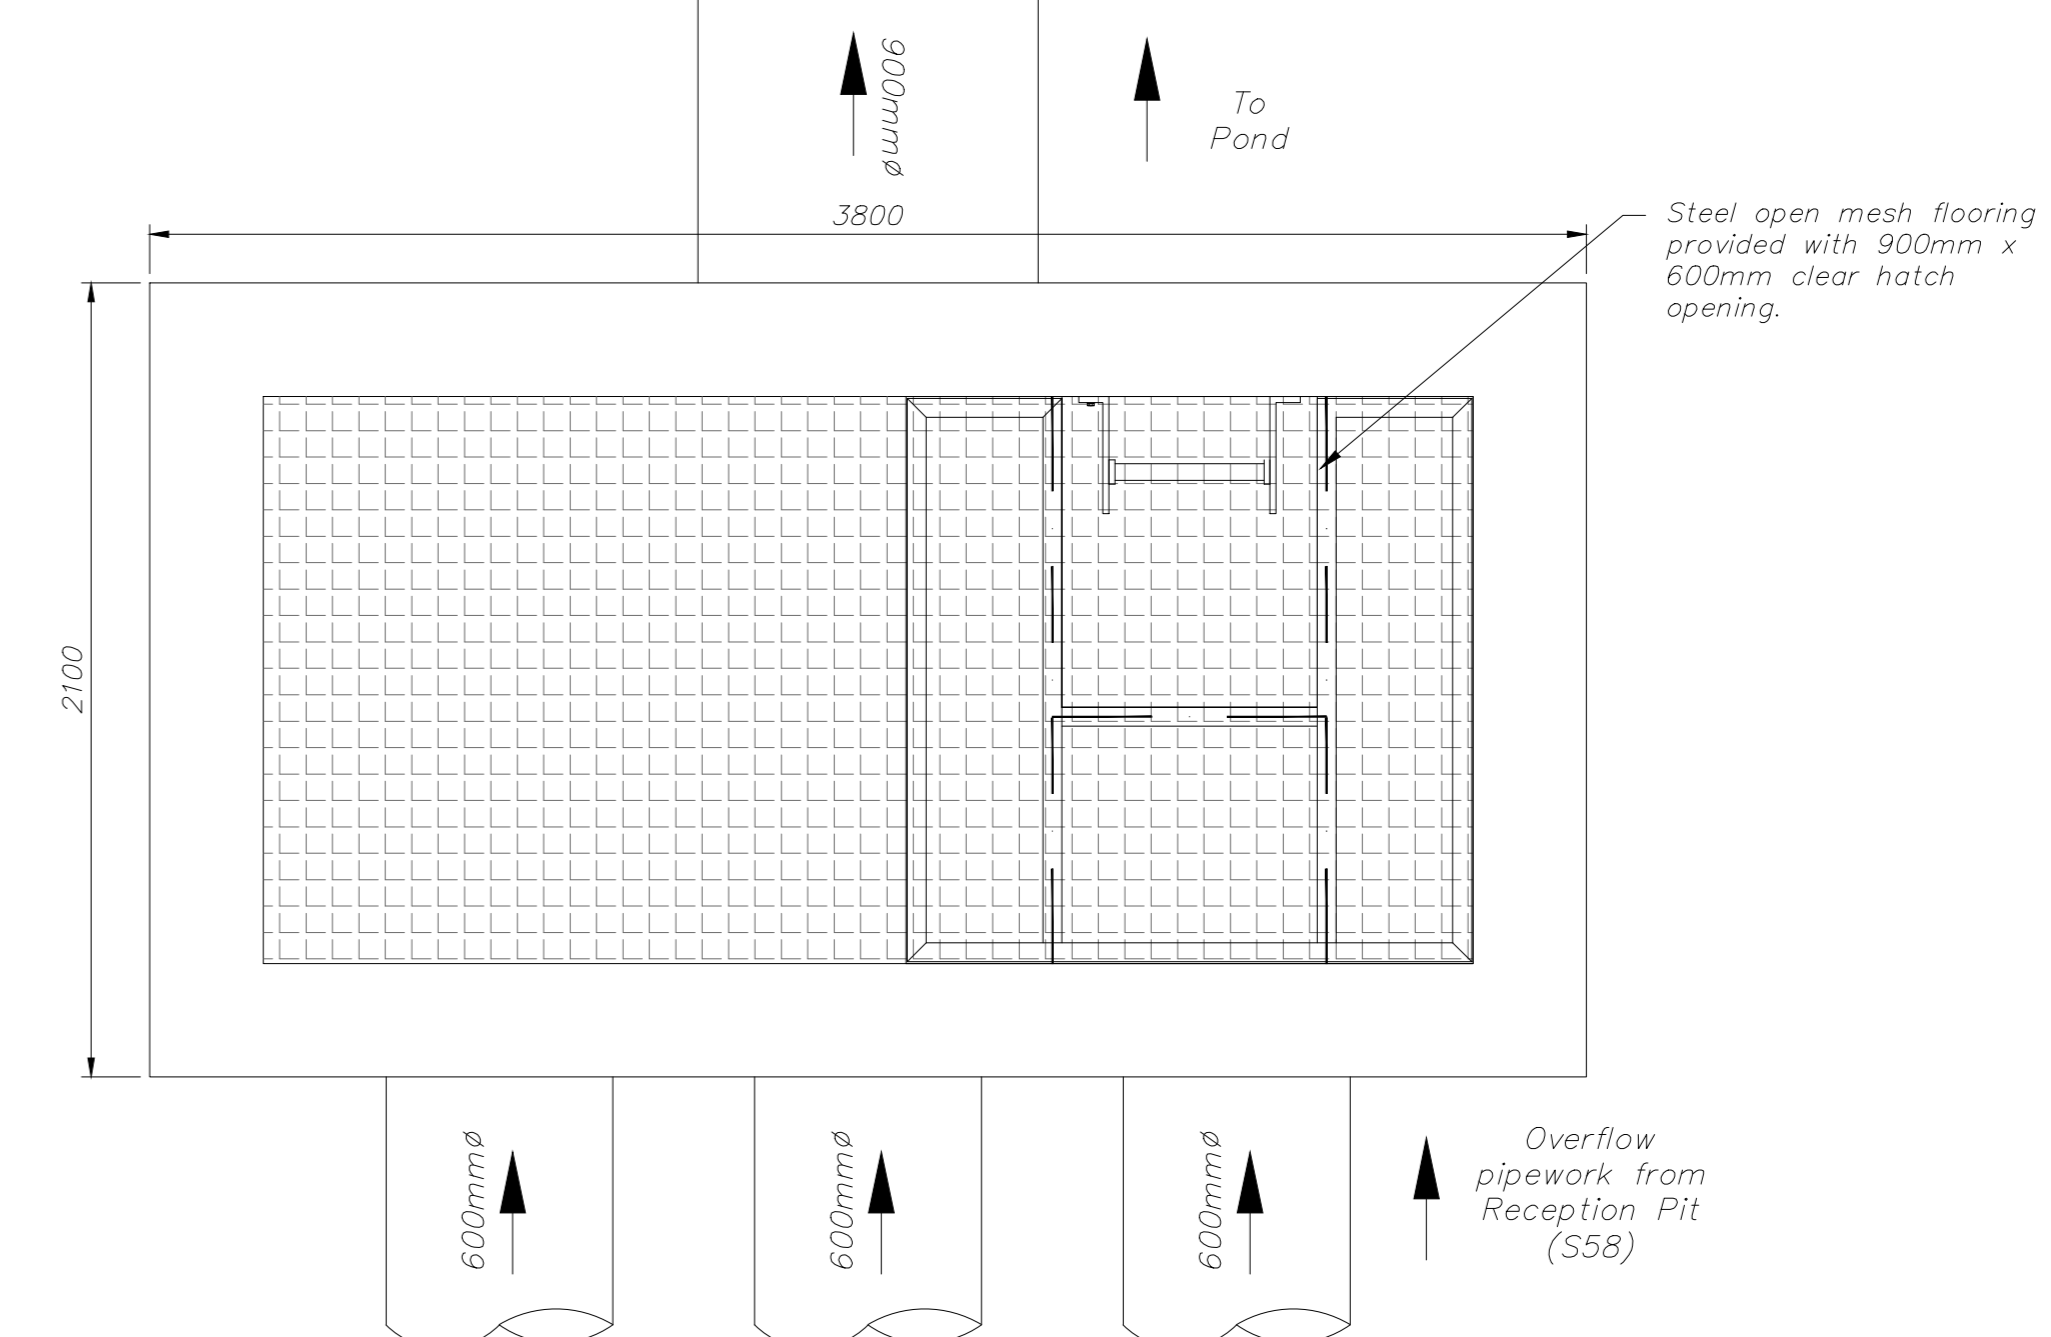 900mmø
To
Pond
3800
Steel open mesh flooring
provided with 900mm x
600mm clear hatch
opening.
2100
600mmø
600mmø
600mmø
Overflow
pipework from
Reception Pit
(S58)